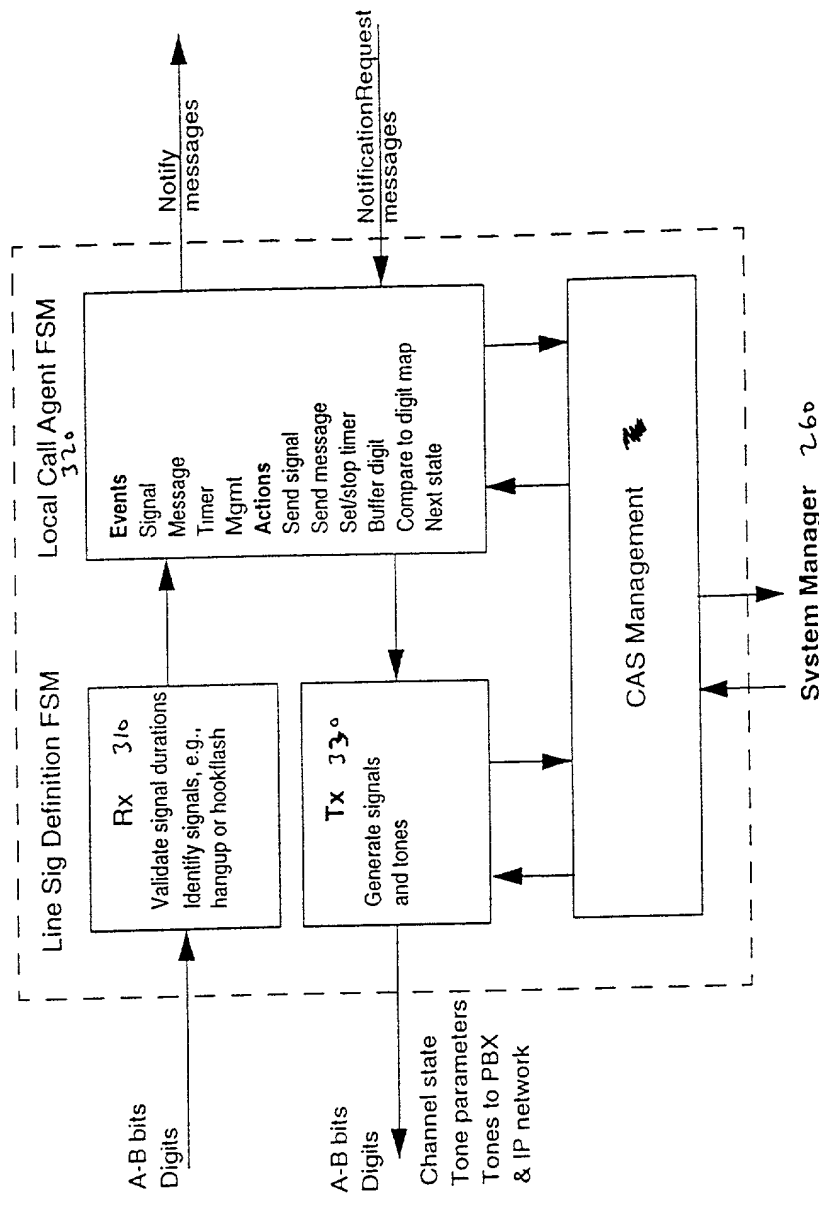 Line Sig Definition FSM
Local Call Agent FSM
320
A-B bits
Digits
Rx 310
Validate signal durations
Identify signals, e.g.,
hangup or hookflash
Events
Signal
Message
Timer
Mgmt
Actions
Send signal
Send message
Set/stop timer
Buffer digit
Compare to digit map
Next state
Notify
messages
NotificationRequest
messages
A-B bits
Digits
Channel state
Tone parameters
Tones to PBX
& IP network
Tx 330
Generate signals
and tones
CAS Management
System Manager 260